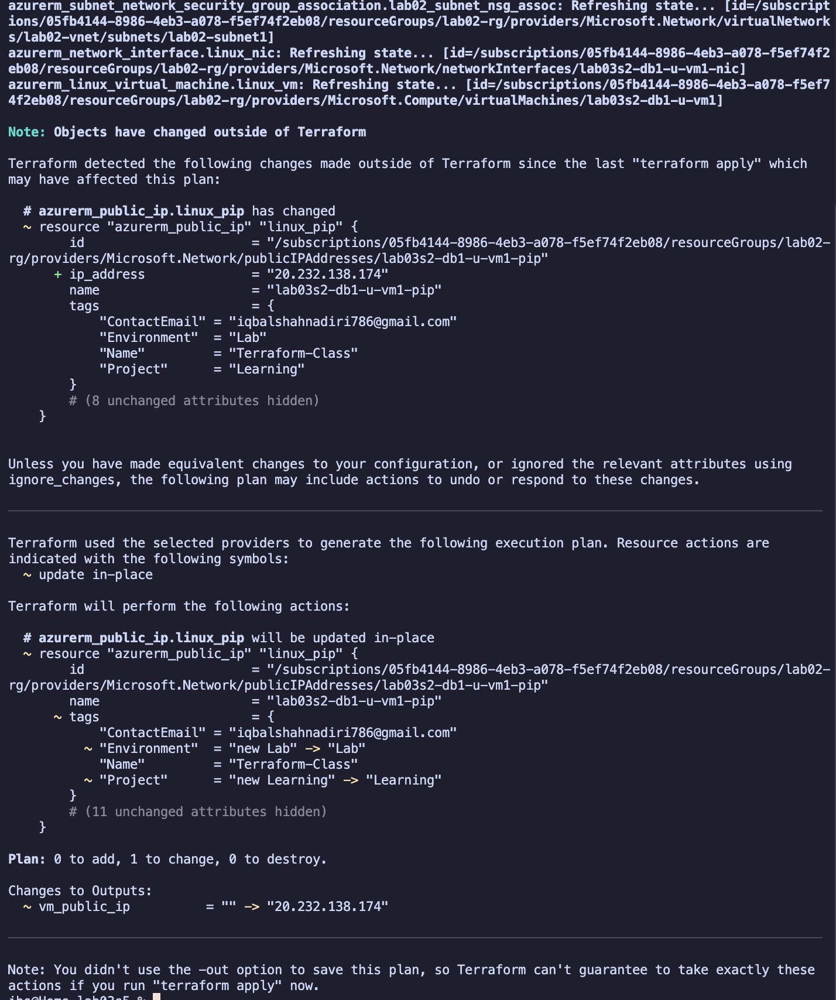 azurerm_subnet_network_security_group_association.lab02_subnet_nsg_assoc: Refreshing state... [id=/subscript
ions/05fb4144-8986-4eb3-a078-f5ef74f2eb08/resourceGroups/lab02-rg/providers/Microsoft.Network/virtualNetwork
s/lab02-vnet/subnets/lab02-subnet1]
azurerm_network_interface.linux_nic: Refreshing state... [id=/subscriptions/05fb4144-8986-4eb3-a078-f5ef74f2
eb08/resourceGroups/lab02-rg/providers/Microsoft.Network/networkInterfaces/lab03s2-db1-u-vm1-nic]
azurerm_linux_virtual_machine.linux_vm: Refreshing state... [id=/subscriptions/05fb4144-8986-4eb3-a078-f5ef7
4f2eb08/resourceGroups/lab02-rg/providers/Microsoft.Compute/virtualMachines/lab03s2-db1-u-vm1]
Note: Objects have changed outside of Terraform
Terraform detected the following changes made outside of Terraform since the last "terraform apply" which
may have affected this plan:
# azurerm_public_ip.linux_pip has changed
~ resource "azurerm_public_ip" "linux_pip" {
id = "/subscriptions/05fb4144-8986-4eb3-a078-f5ef74f2eb08/resourceGroups/lab02-
rg/providers/Microsoft.Network/publicIPAddresses/lab03s2-db1-u-vm1-pip"
+ ip_address = "20.232.138.174"
name = "lab03s2-db1-u-vm1-pip"
tags = {
"ContactEmail" = "iqbalshahnadiri786@gmail.com"
"Environment" = "Lab"
"Name" = "Terraform-Class"
"Project" = "Learning"
}
# (8 unchanged attributes hidden)
}
Unless you have made equivalent changes to your configuration, or ignored the relevant attributes using
ignore_changes, the following plan may include actions to undo or respond to these changes.
Terraform used the selected providers to generate the following execution plan. Resource actions are
indicated with the following symbols:
~ update in-place
Terraform will perform the following actions:
# azurerm_public_ip.linux_pip will be updated in-place
~ resource "azurerm_public_ip" "linux_pip" {
id = "/subscriptions/05fb4144-8986-4eb3-a078-f5ef74f2eb08/resourceGroups/lab02-
rg/providers/Microsoft.Network/publicIPAddresses/lab03s2-db1-u-vm1-pip"
name = "lab03s2-db1-u-vm1-pip"
~ tags = {
"ContactEmail" = "iqbalshahnadiri786@gmail.com"
~ "Environment" = "new Lab" -> "Lab"
"Name" = "Terraform-Class"
~ "Project" = "new Learning" -> "Learning"
}
# (11 unchanged attributes hidden)
}
Plan: 0 to add, 1 to change, 0 to destroy.
Changes to Outputs:
~ vm_public_ip = "" -> "20.232.138.174"
Note: You didn't use the -out option to save this plan, so Terraform can't guarantee to take exactly these
actions if you run "terraform apply" now.